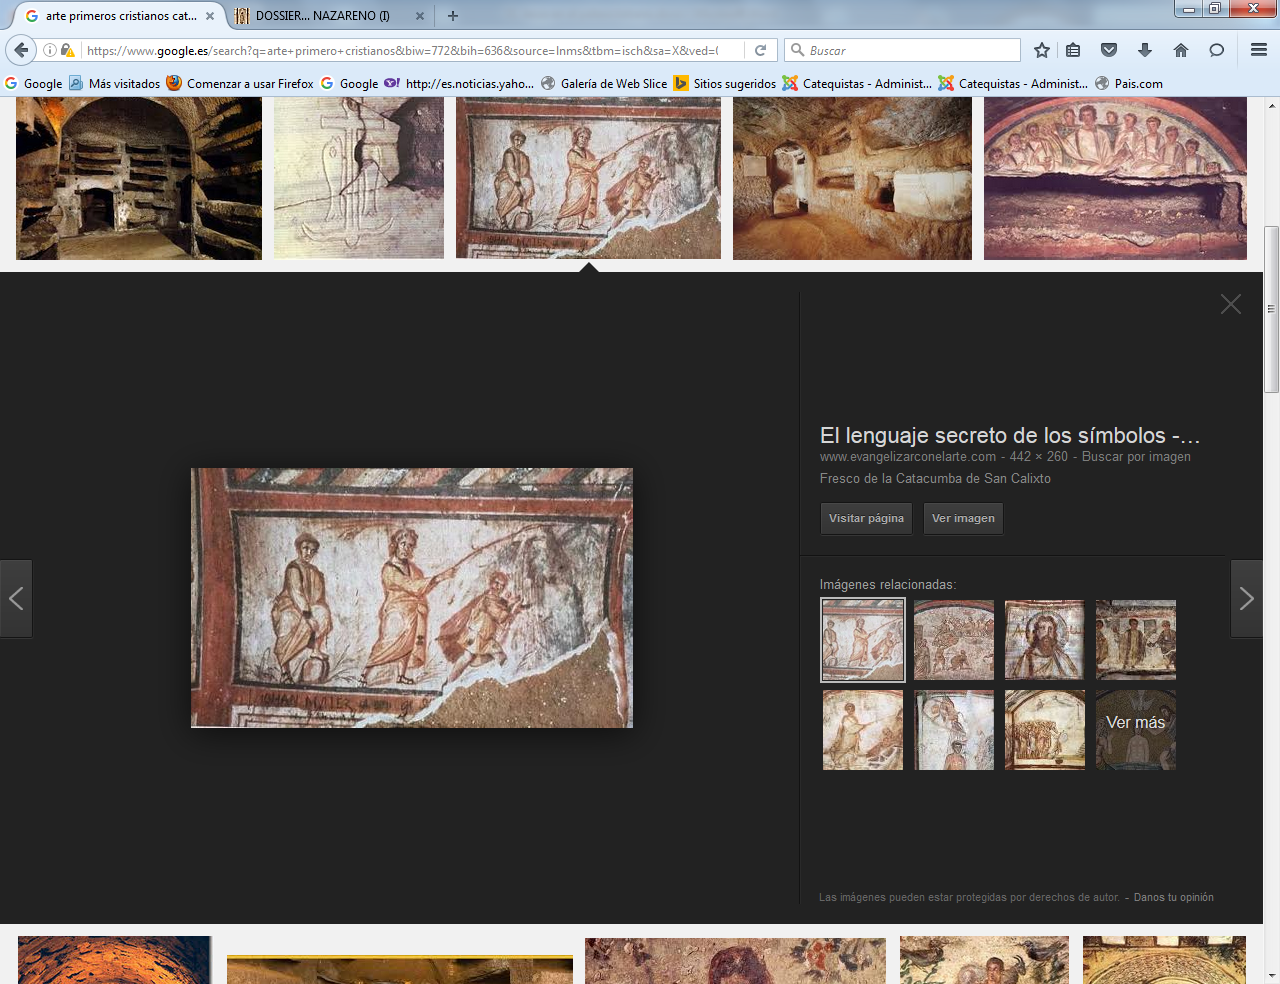 arte primeros cristianos cat...
DOSSIER... NAZARENO (I)
https://www.google.es/search?q=arte+primero+cristianos&biw=772&bih=636&source=lnms&tbm=isch&sa=X&ved=
Buscar
Google
Más visitados
Comenzar a usar Firefox
Google
http://es.noticias.yaho...
Galería de Web Slice
Sitios sugeridos
Catequistas - Administ...
Catequistas - Administ...
Pais.com
El lenguaje secreto de los símbolos -...
www.evangelizarconelarte.com - 442 × 260 - Buscar por imagen
Fresco de la Catacumba de San Calixto
Visitar página
Ver imagen
Imágenes relacionadas:
Ver más
Las imágenes pueden estar protegidas por derechos de autor. - Danos tu opinión